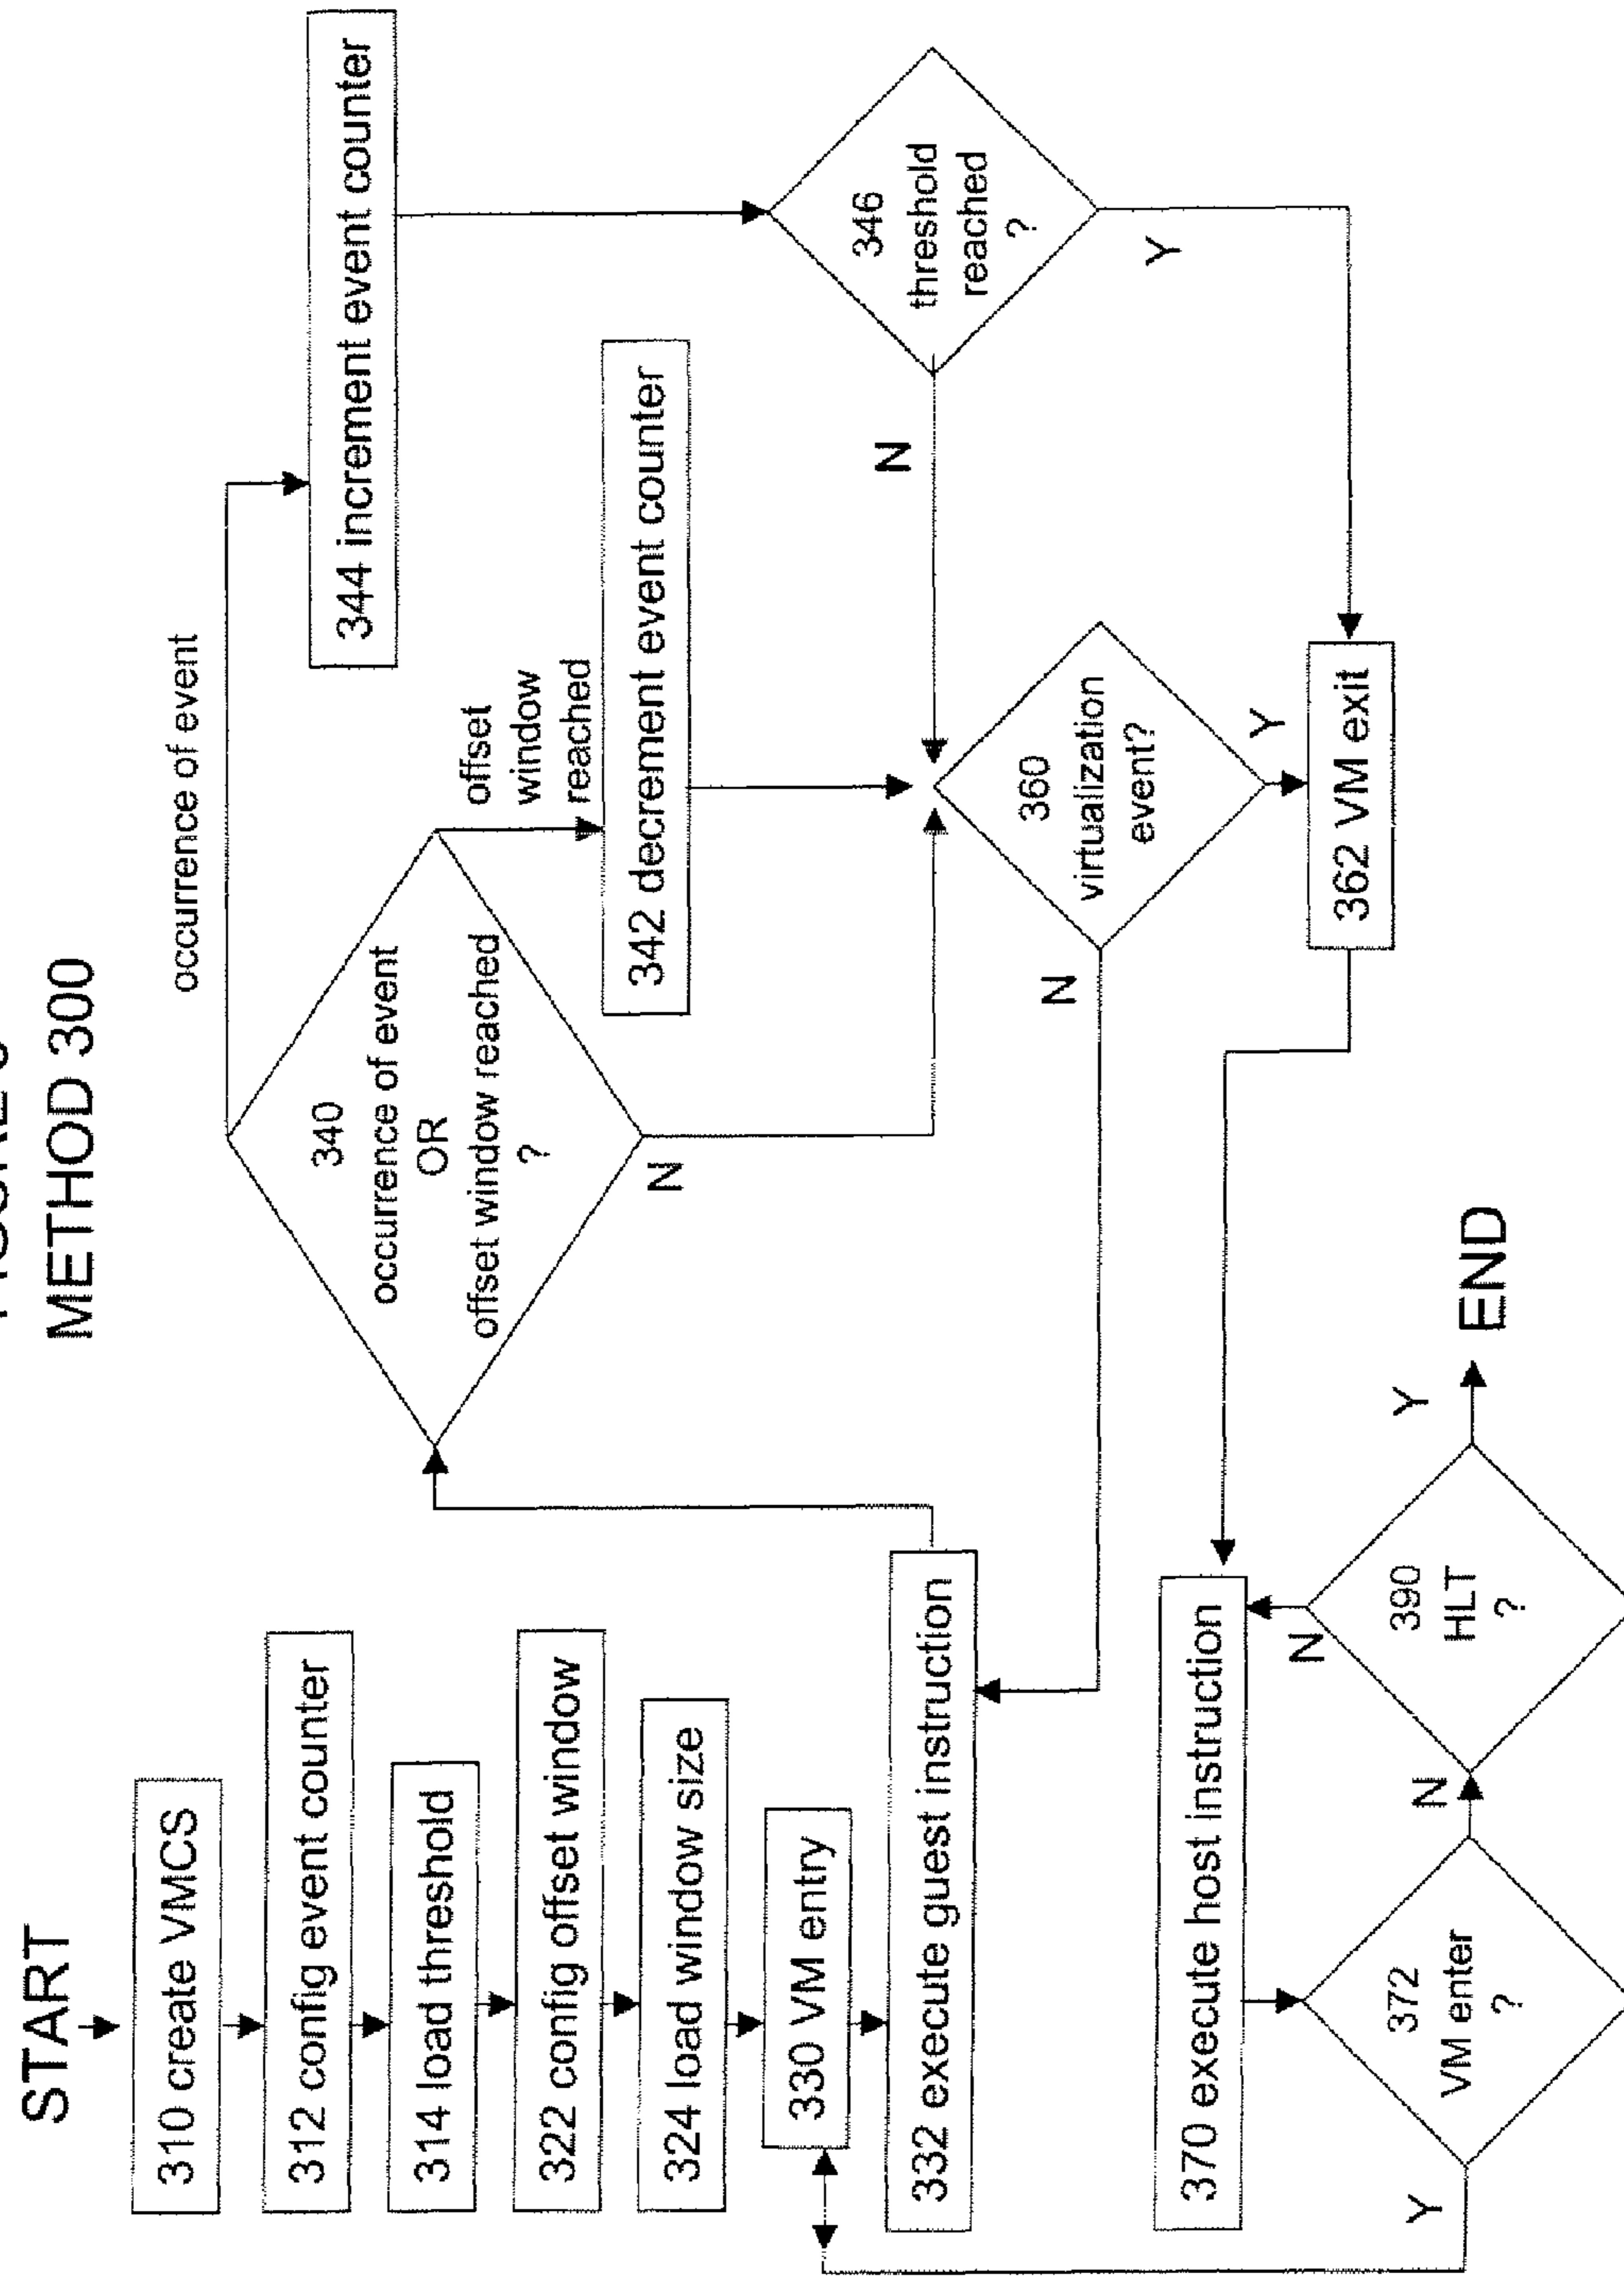 METHOD 300
START
310 create VMCS
312 config event counter
314 load threshold
322 config offset window
324 load window size
330 VM entry
332 execute guest instruction
340
occurrence of event
OR
offset window reached
?
occurrence of event
offset
window
reached
N
344 increment event counter
342 decrement event counter
346
threshold
reached
?
N
Y
360
virtualization
event?
N
Y
362 VM exit
370 execute host instruction
372
VM enter
?
Y
N
390
HLT
?
N
Y
END